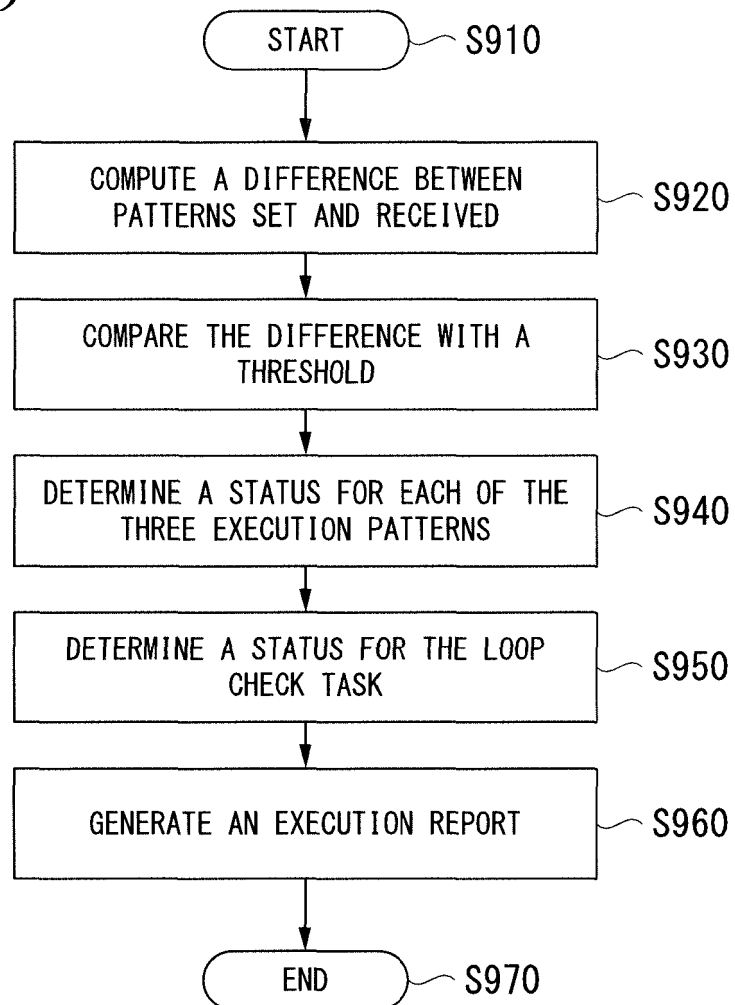 START
S910
COMPUTE A DIFFERENCE BETWEEN
PATTERNS SET AND RECEIVED
S920
COMPARE THE DIFFERENCE WITH A
THRESHOLD
S930
DETERMINE A STATUS FOR EACH OF THE
THREE EXECUTION PATTERNS
S940
DETERMINE A STATUS FOR THE LOOP
CHECK TASK
S950
GENERATE AN EXECUTION REPORT
S960
END
S970